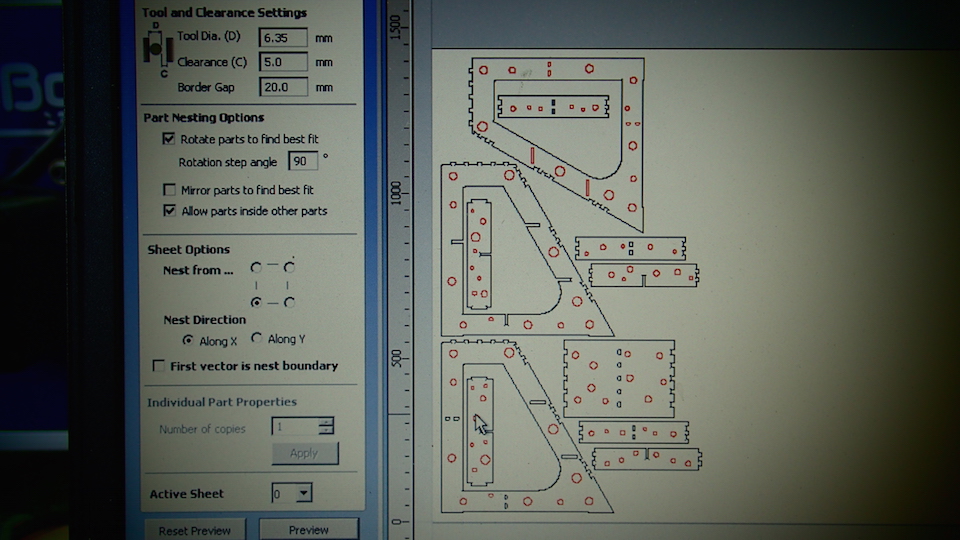 Tool and Clearance Settings
D
Tool Dia. (D) 6.35 mm
Clearance (C) 5.0 mm
C
Border Gap 20.0 mm
Part Nesting Options
Rotate parts to find best fit
Rotation step angle 90 °
Mirror parts to find best fit
Allow parts inside other parts
Sheet Options
Nest from ...
Nest Direction
Along X Along Y
First vector is nest boundary
Individual Part Properties
Number of copies 1
Apply
Active Sheet 0
Reset Preview Preview
1500
1000
500
0